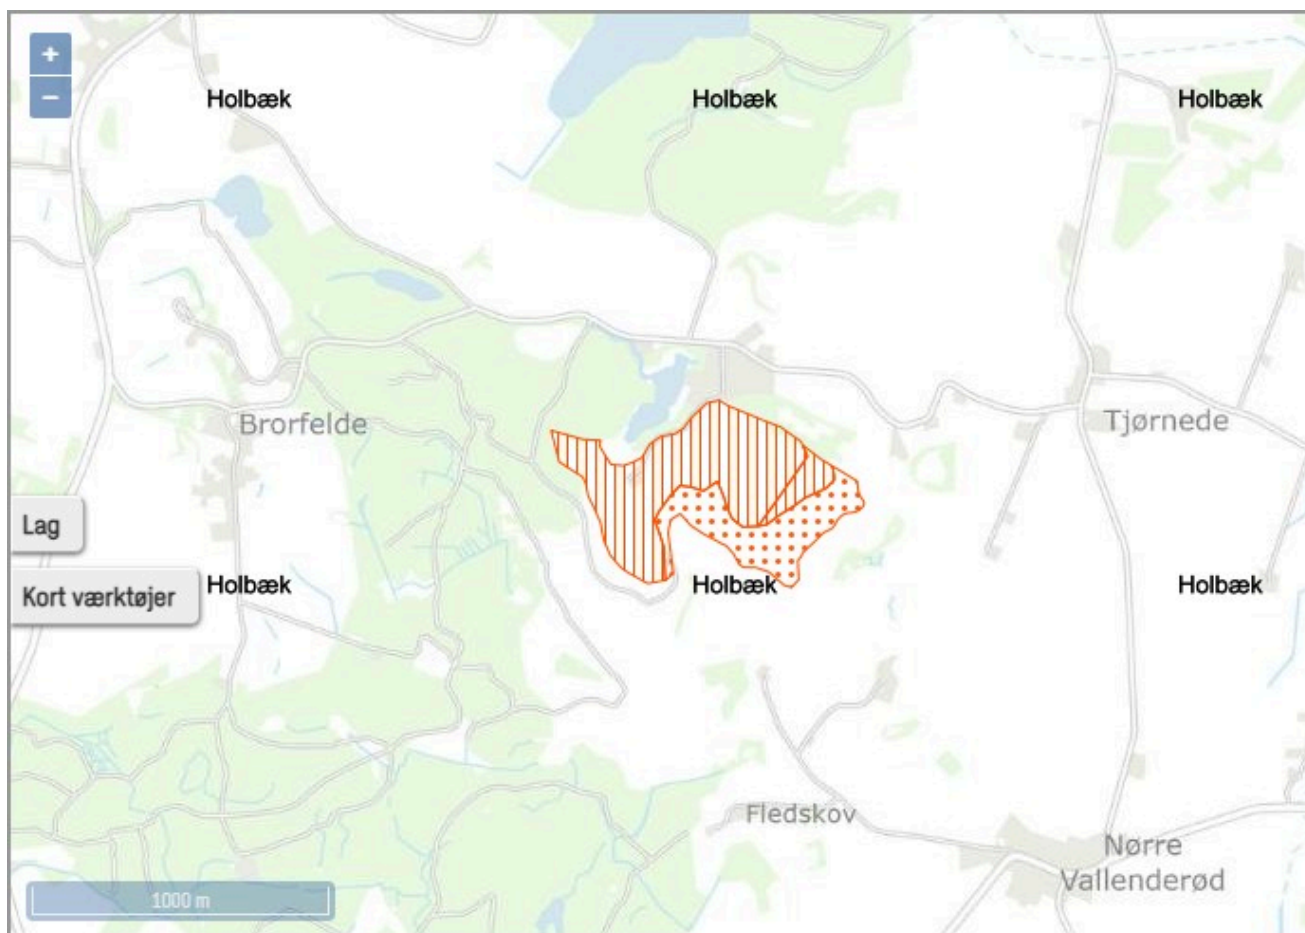 +
Holbæk Holbæk Holbæk
−
Brorfelde Tjørnede
Lag
Kort værktøjer
Holbæk Holbæk Holbæk
Fledskov
Nørre
Vallenderød
1000 m